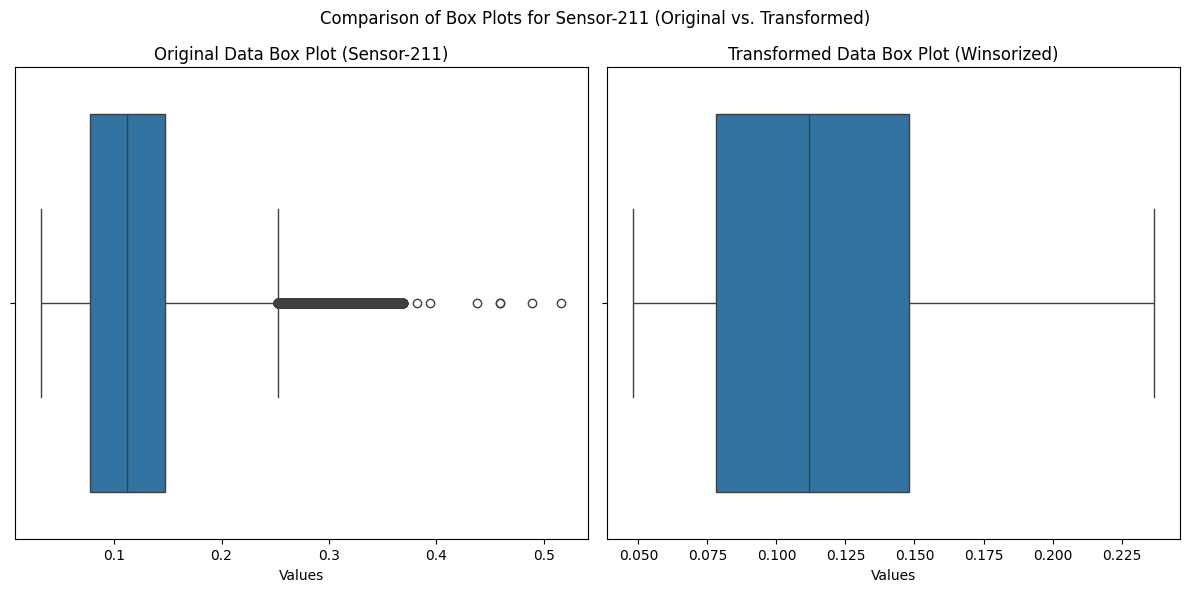 Comparison of Box Plots for Sensor-211 (Original vs. Transformed)
Original Data Box Plot (Sensor-211)
Transformed Data Box Plot (Winsorized)
0.1 0.2 0.3 0.4 0.5
Values
0.050 0.075 0.100 0.125 0.150 0.175 0.200 0.225
Values